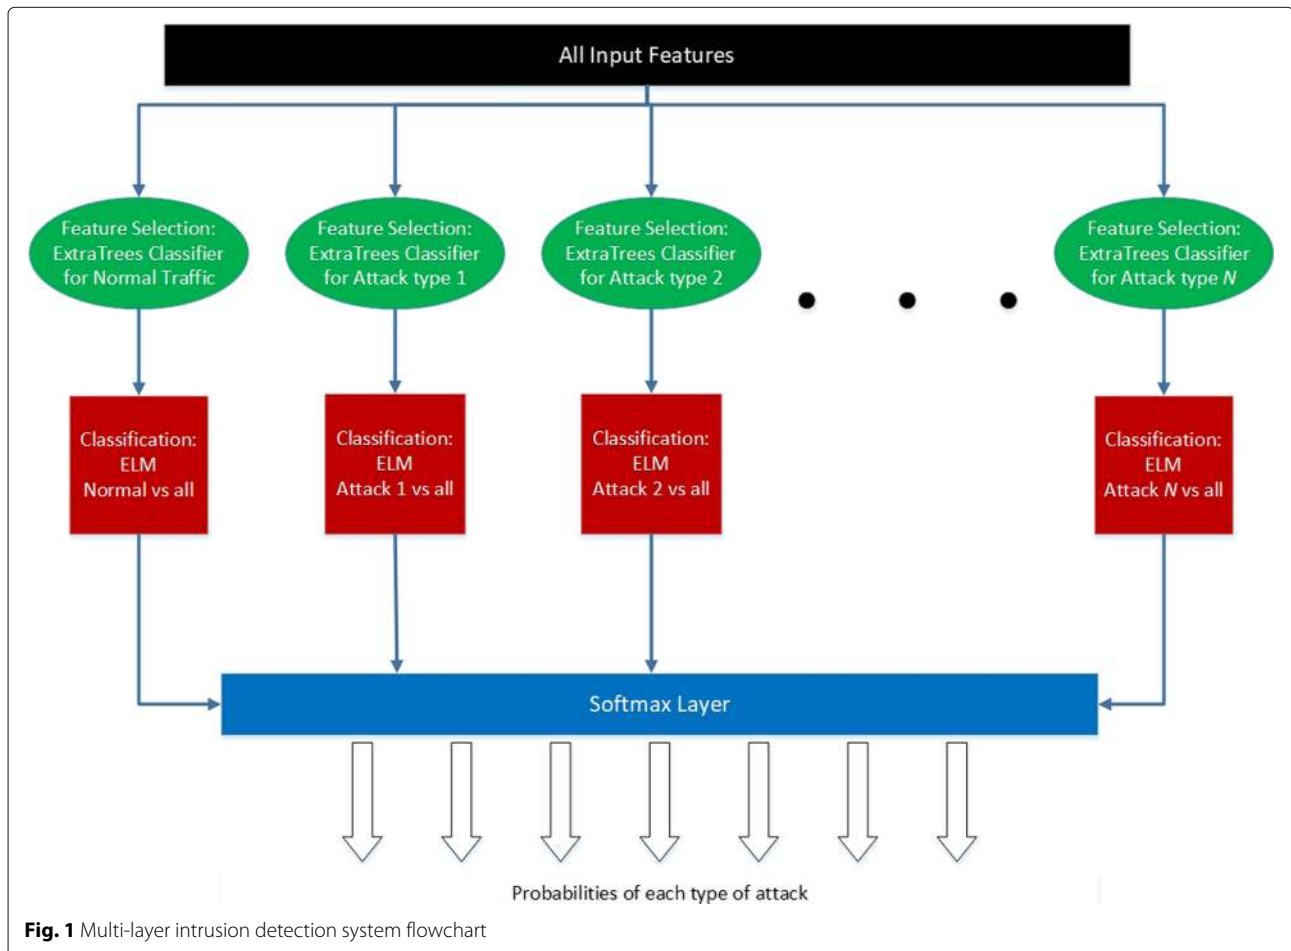 All Input Features
Feature Selection:
ExtraTrees Classifier
for Normal Traffic
Feature Selection:
ExtraTrees Classifier
for Attack type 1
Feature Selection:
ExtraTrees Classifier
for Attack type 2
Feature Selection:
ExtraTrees Classifier
for Attack type N
Classification:
ELM
Normal vs all
Classification:
ELM
Attack 1 vs all
Classification:
ELM
Attack 2 vs all
Classification:
ELM
Attack N vs all
Softmax Layer
Probabilities of each type of attack
Fig. 1 Multi-layer intrusion detection system flowchart